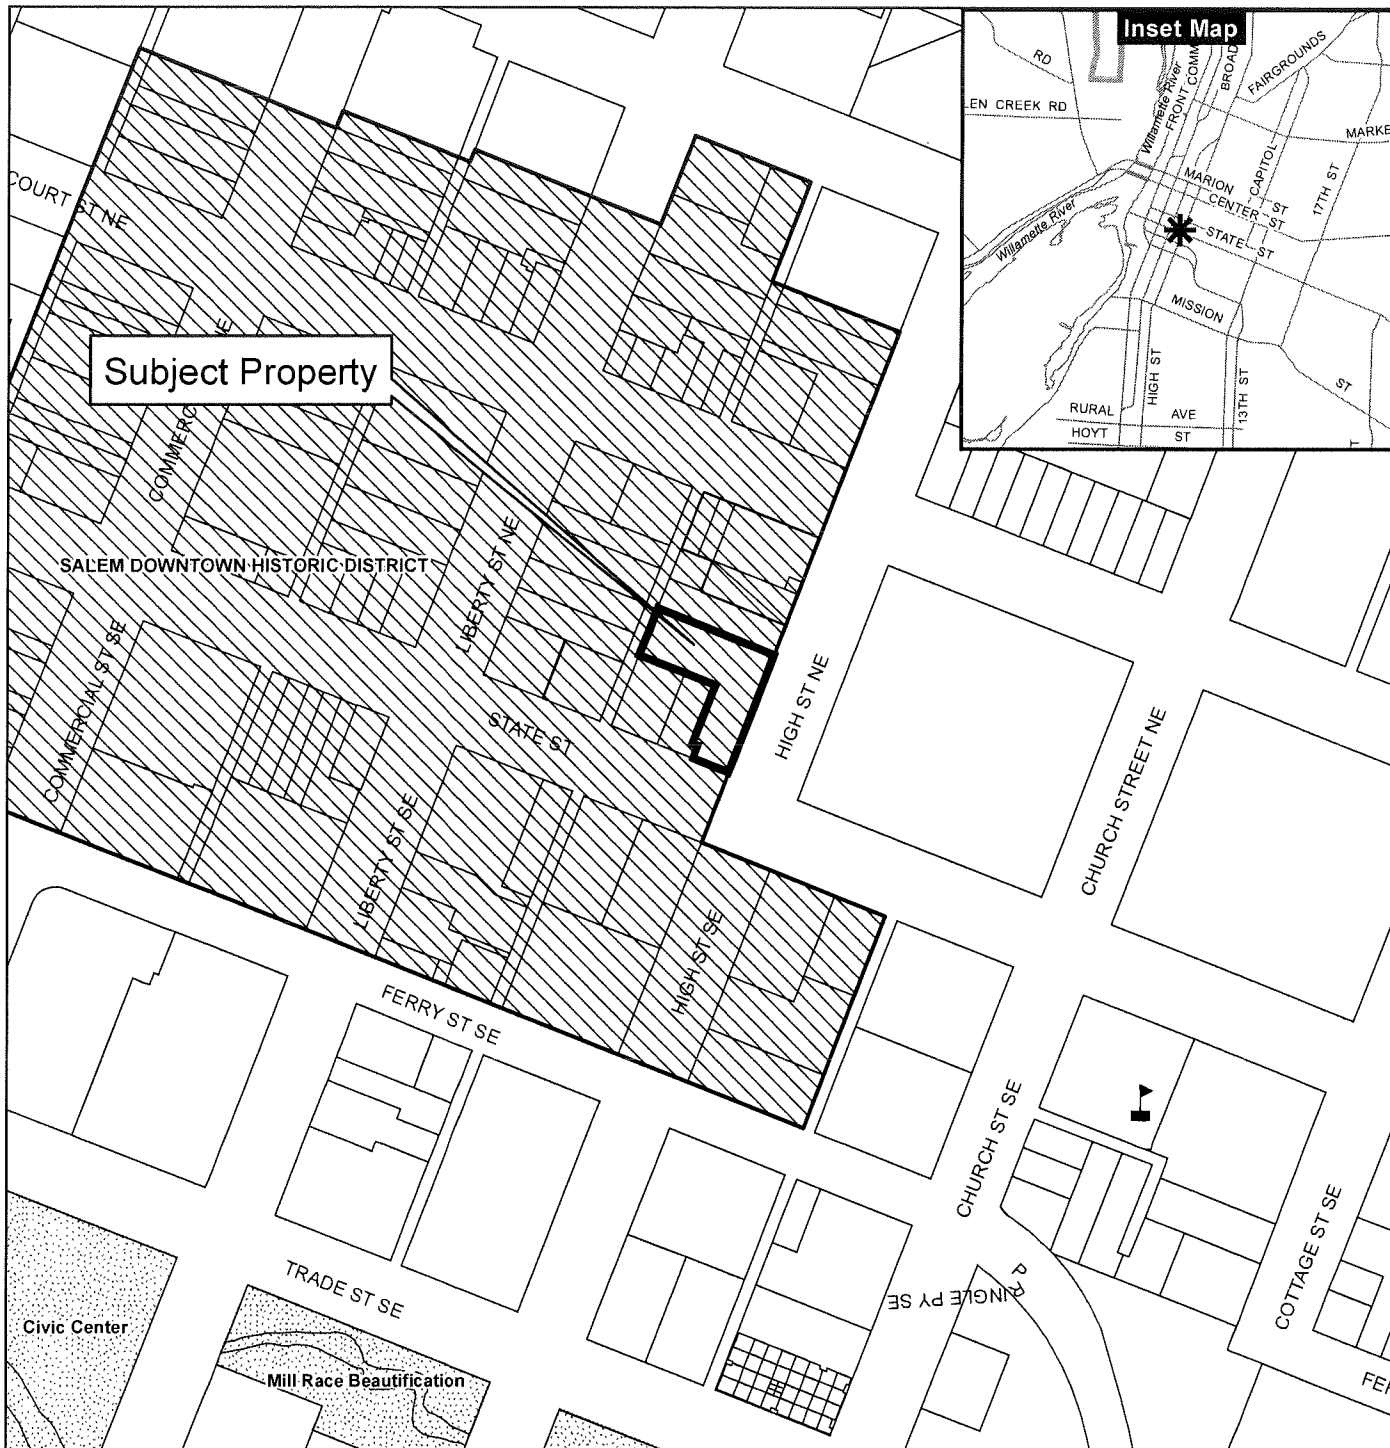 Inset Map
RD
LEN CREEK RD
Willamette River
FRONT
COMM
BROAD
FAIRGROUNDS
MARKE
CAPITOL
17TH ST
MARION ST
CENTER ST
STATE ST
Willamette River
MISSION
ST
HIGH ST
13TH ST
RURAL AVE
HOYT ST
T
COURT ST NE
Subject Property
COMMERC
NE
SALEM DOWNTOWN HISTORIC DISTRICT
LIBERTY ST NE
HIGH ST NE
COMMERCIAL ST SE
STATE ST
CHURCH STREET NE
LIBERTY ST SE
HIGH ST SE
FERRY ST SE
CHURCH ST SE
COTTAGE ST SE
TRADE ST SE
PRINGLE PY SE
Civic Center
Mill Race Beautification
FE